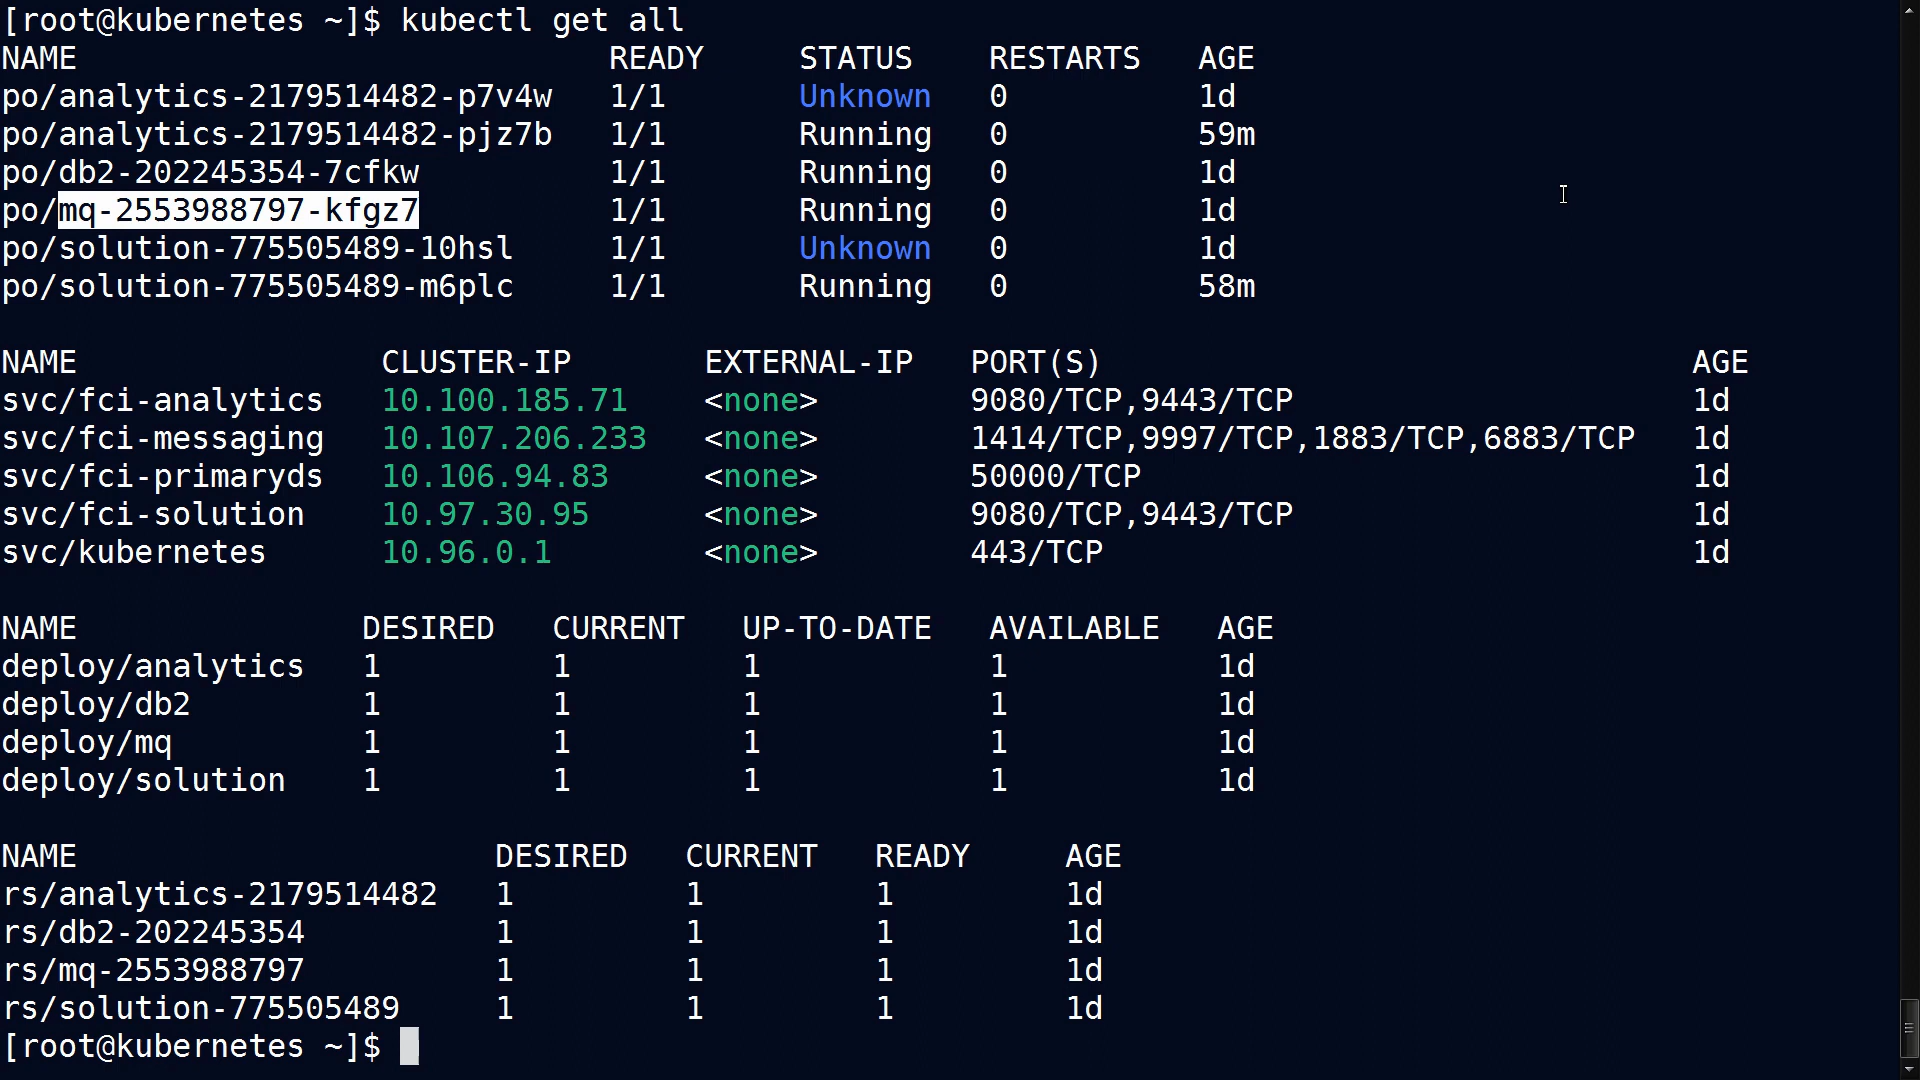 [root@kubernetes ~]$ kubectl get all
NAME READY STATUS RESTARTS AGE
po/analytics-2179514482-p7v4w 1/1 Unknown 0 1d
po/analytics-2179514482-pjz7b 1/1 Running 0 59m
po/db2-202245354-7cfkw 1/1 Running 0 1d
po/mq-2553988797-kfgz7 1/1 Running 0 1d
po/solution-775505489-10hsl 1/1 Unknown 0 1d
po/solution-775505489-m6plc 1/1 Running 0 58m
NAME CLUSTER-IP EXTERNAL-IP PORT(S) AGE
svc/fci-analytics 10.100.185.71 <none> 9080/TCP,9443/TCP 1d
svc/fci-messaging 10.107.206.233 <none> 1414/TCP,9997/TCP,1883/TCP,6883/TCP 1d
svc/fci-primaryds 10.106.94.83 <none> 50000/TCP 1d
svc/fci-solution 10.97.30.95 <none> 9080/TCP,9443/TCP 1d
svc/kubernetes 10.96.0.1 <none> 443/TCP 1d
NAME DESIRED CURRENT UP-TO-DATE AVAILABLE AGE
deploy/analytics 1 1 1 1 1d
deploy/db2 1 1 1 1 1d
deploy/mq 1 1 1 1 1d
deploy/solution 1 1 1 1 1d
NAME DESIRED CURRENT READY AGE
rs/analytics-2179514482 1 1 1 1d
rs/db2-202245354 1 1 1 1d
rs/mq-2553988797 1 1 1 1d
rs/solution-775505489 1 1 1 1d
[root@kubernetes ~]$